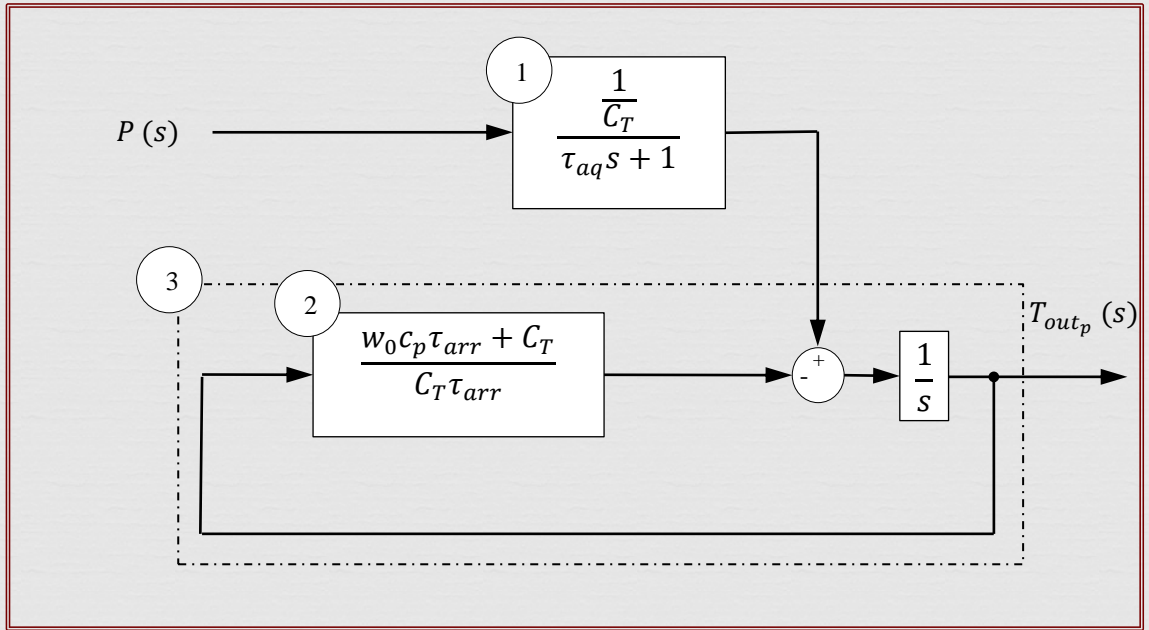 1
1
C_T
P (s)
τ_aq s + 1
3
2
T_out_p (s)
w_0 c_p τ_arr + C_T
C_T τ_arr
- +
1
s